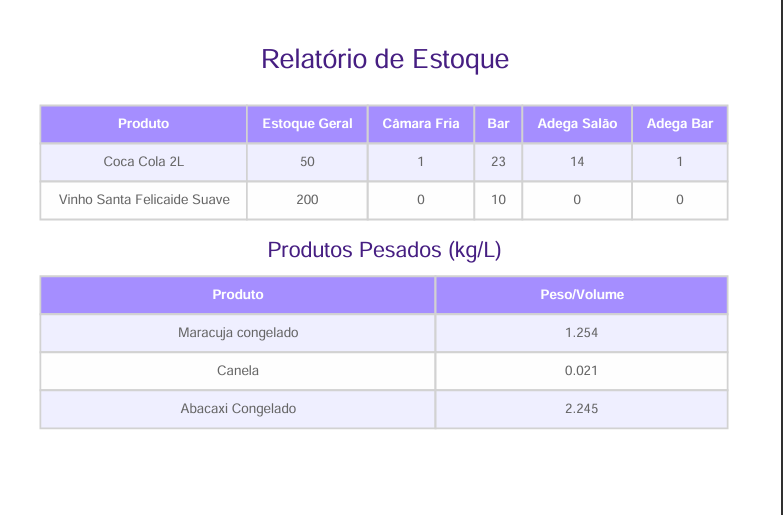 Relatório de Estoque
Produto Estoque Geral Câmara Fria Bar Adega Salão Adega Bar
Coca Cola 2L 50 1 23 14 1
Vinho Santa Felicaide Suave 200 0 10 0 0
Produtos Pesados (kg/L)
Produto Peso/Volume
Maracuja congelado 1.254
Canela 0.021
Abacaxi Congelado 2.245